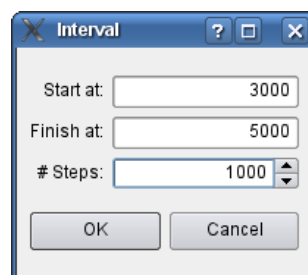 Interval ?
Start at: 3000
Finish at: 5000
# Steps: 1000
OK Cancel